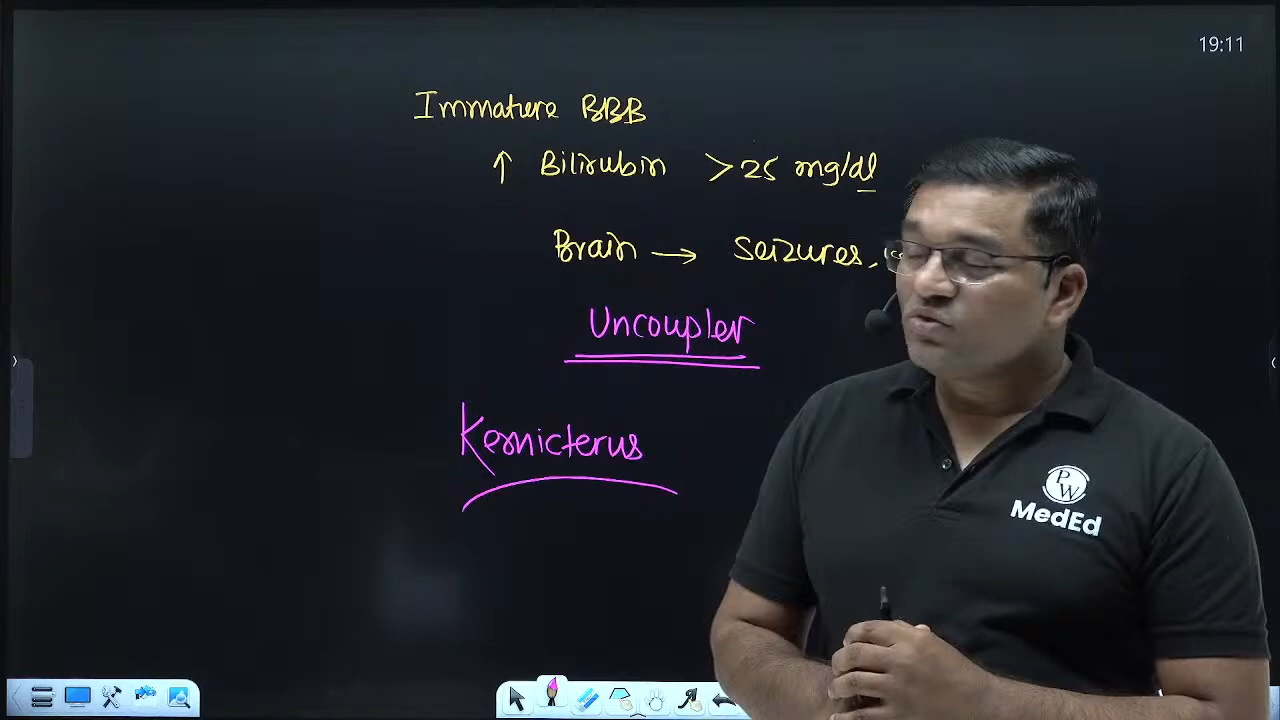 19:11
Immature BBB
↑ Bilirubin > 25 mg/dl
Brain → Seizures,
Uncoupler
Kernicterus
PW
MedEd